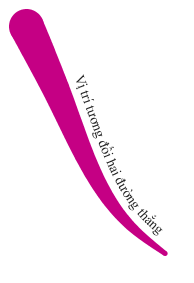 Vị trí tương đối hai đường thẳng